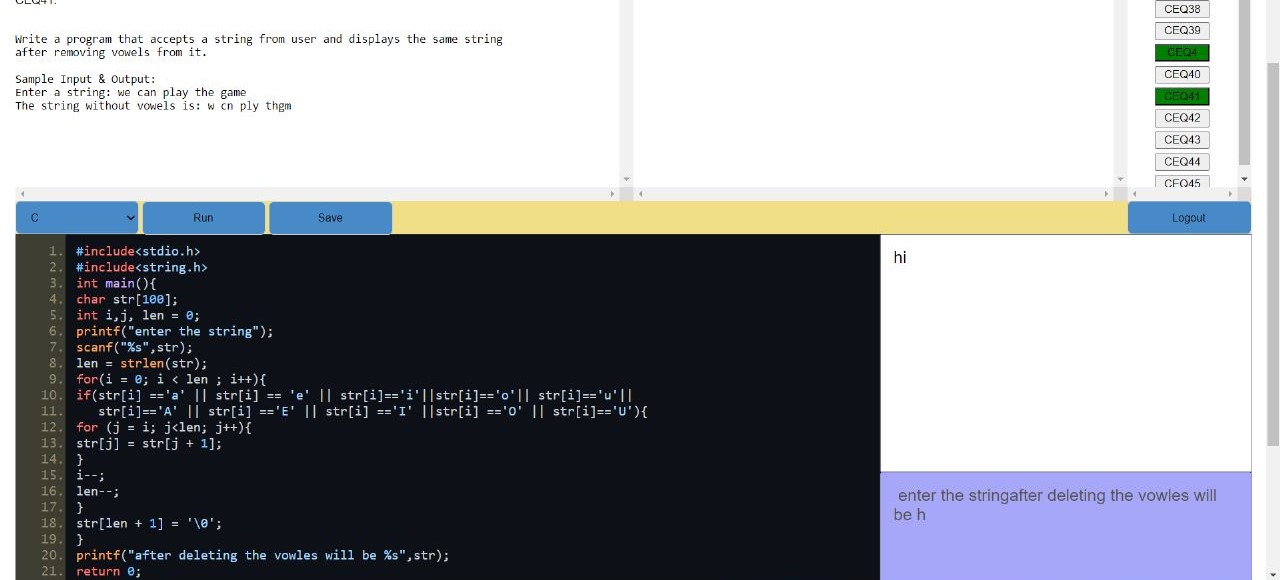 CEQ41.
Write a program that accepts a string from user and displays the same string
after removing vowels from it.
Sample Input & Output:
Enter a string: we can play the game
The string without vowels is: w cn ply thgm
CEQ38
CEQ39
CEQ4
CEQ40
CEQ41
CEQ42
CEQ43
CEQ44
CEQ45
C Run Save Logout
1. #include<stdio.h>
2. #include<string.h>
3. int main(){
4. char str[100];
5. int i,j, len = 0;
6. printf("enter the string");
7. scanf("%s",str);
8. len = strlen(str);
9. for(i = 0; i < len ; i++){
10. if(str[i] =='a' || str[i] == 'e' || str[i]=='i'||str[i]=='o'|| str[i]=='u'||
11. str[i]=='A' || str[i] =='E' || str[i] =='I' ||str[i] =='O' || str[i]=='U'){
12. for (j = i; j<len; j++){
13. str[j] = str[j + 1];
14. }
15. i--;
16. len--;
17. }
18. str[len + 1] = '\0';
19. }
20. printf("after deleting the vowles will be %s",str);
21. return 0;
hi
enter the stringafter deleting the vowles will
be h